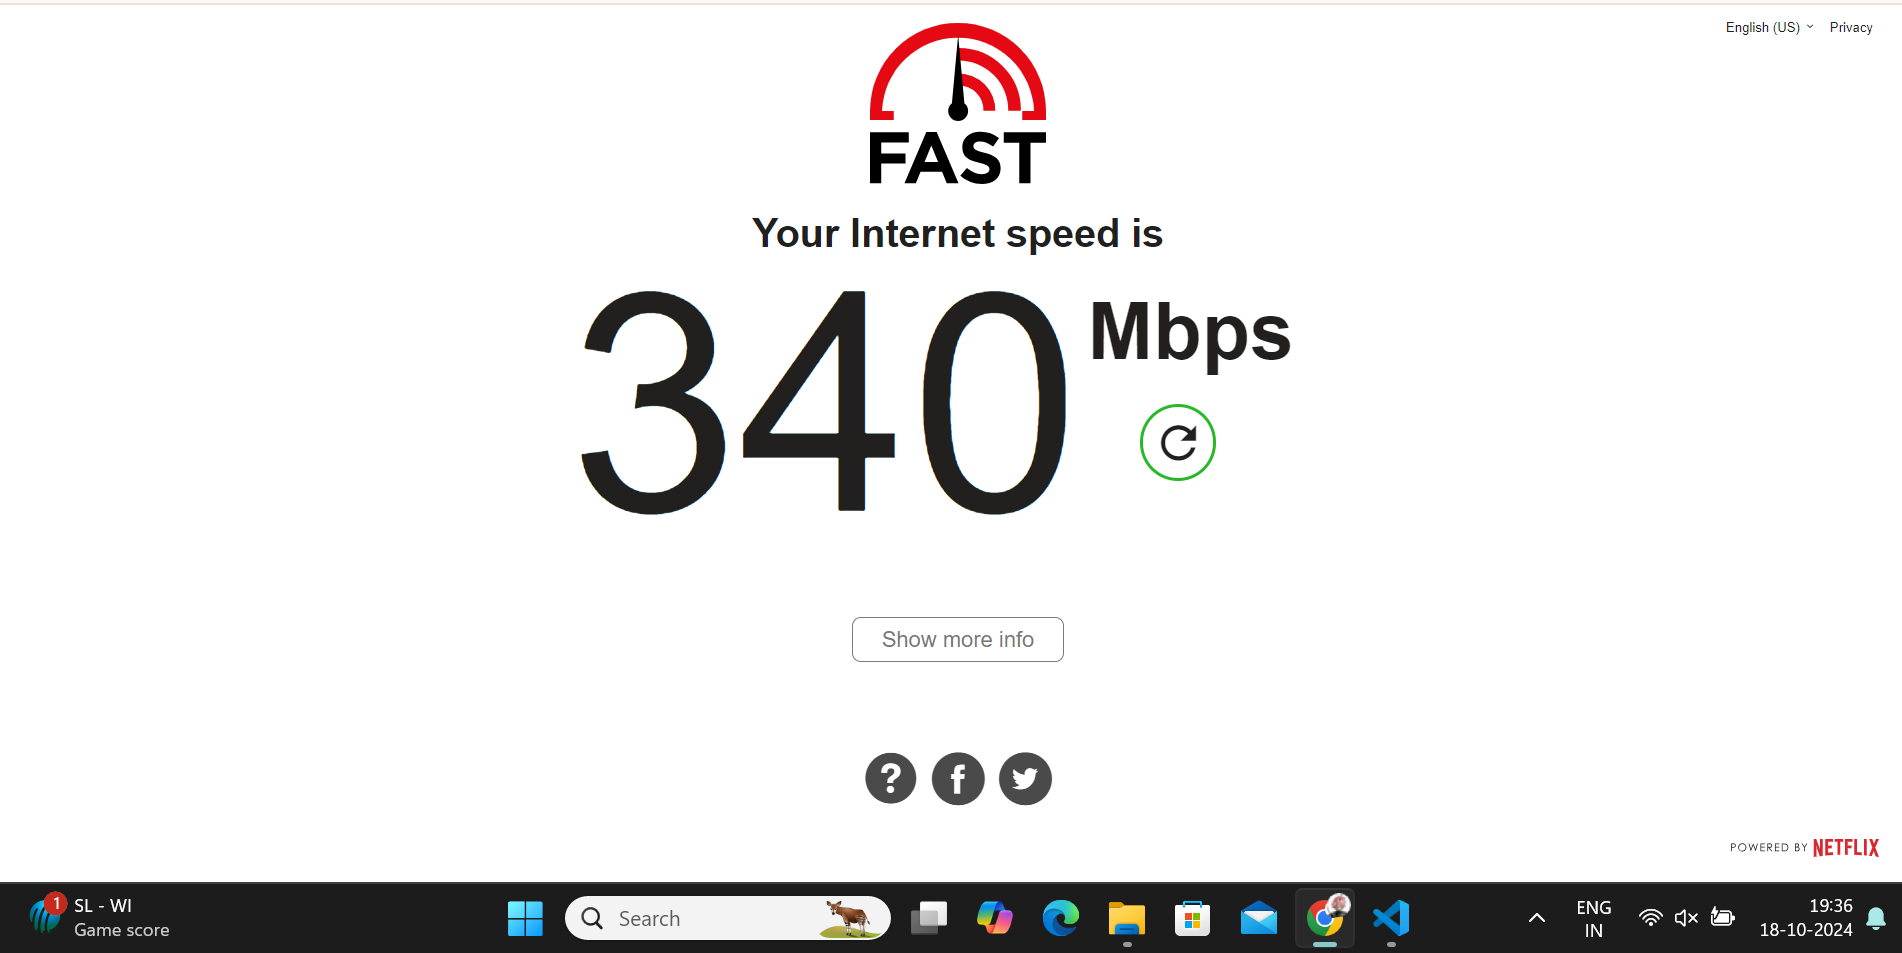 English (US) Privacy
FAST
Your Internet speed is
340 Mbps
Show more info
?
f
POWERED BY NETFLIX
1
SL - WI
Game score
Search
ENG
IN
19:36
18-10-2024